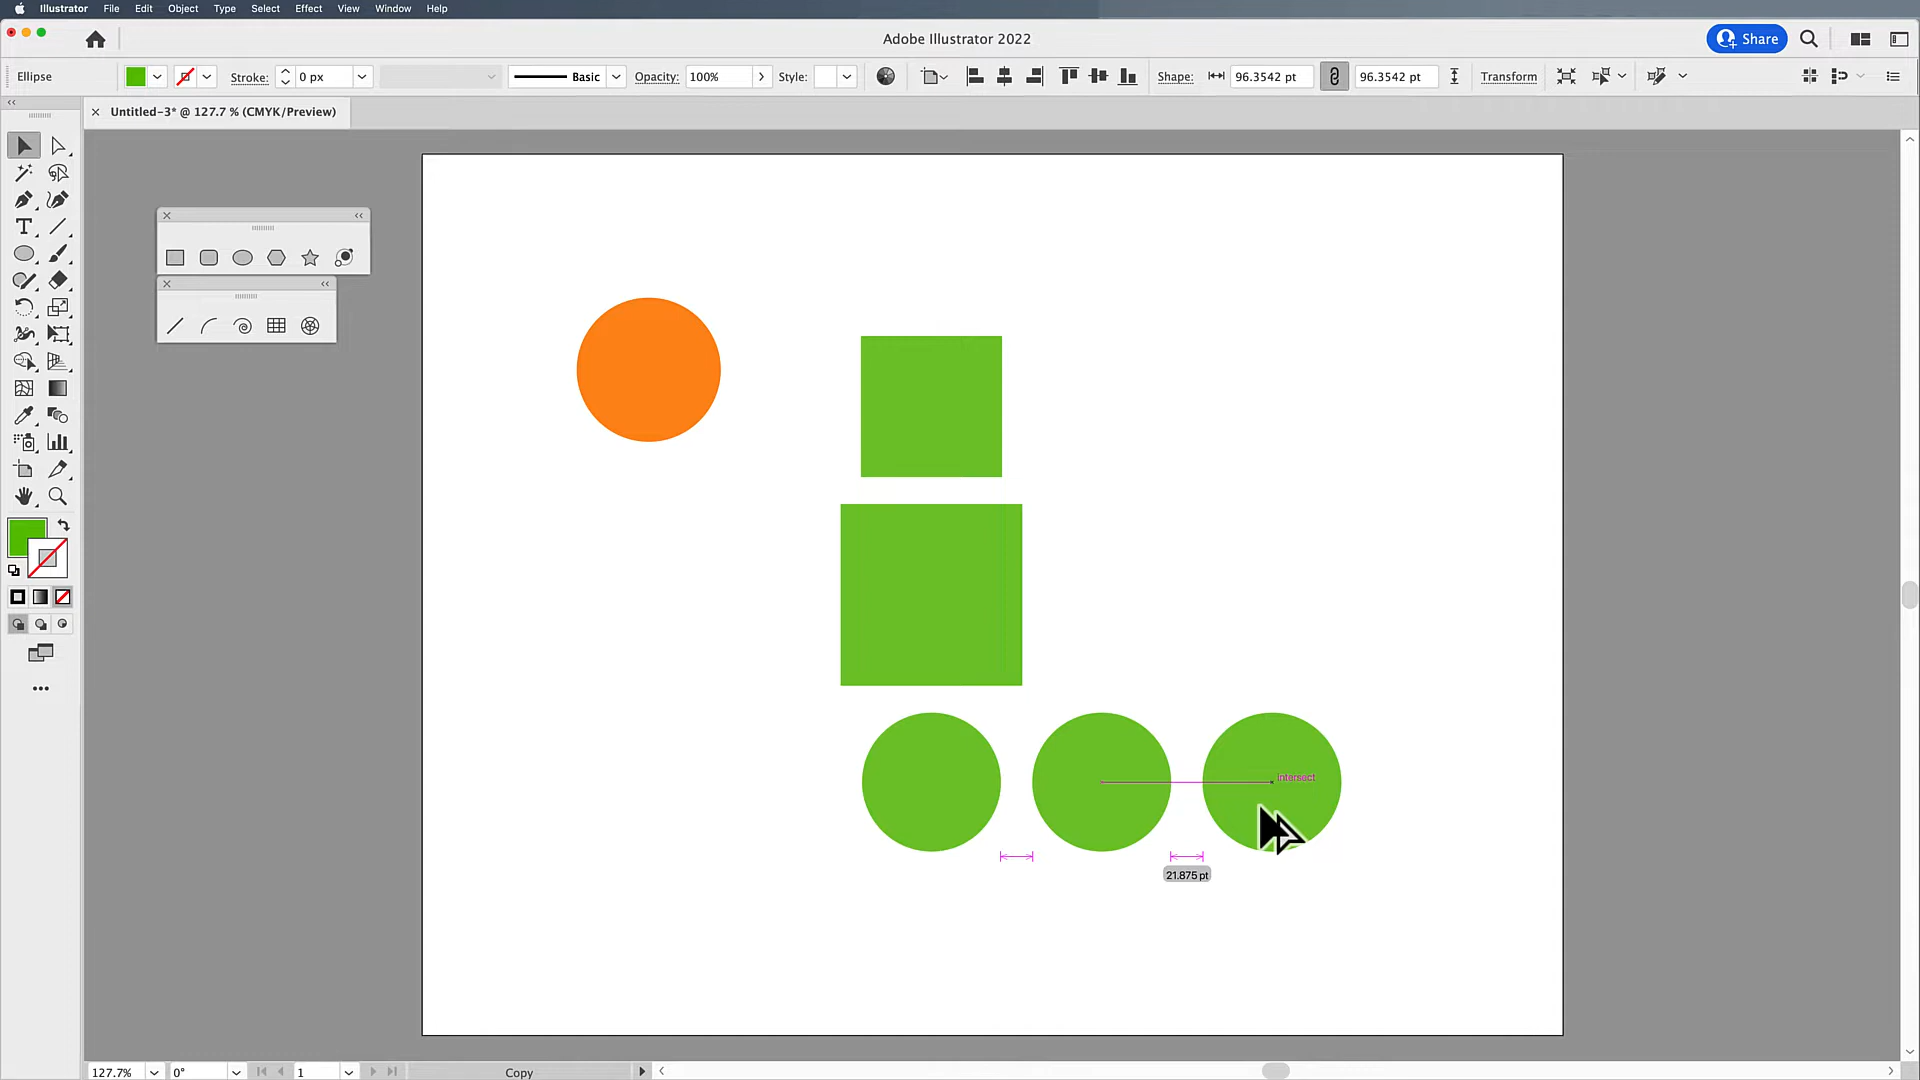 Illustrator File Edit Object Type Select Effect View Window Help
Adobe Illustrator 2022
Share
Ellipse
Stroke: 0 px
Basic
Opacity: 100%
Style:
Shape: 96.3542 pt
96.3542 pt
Transform
Untitled-3* @ 127.7 % (CMYK/Preview)
Intersect
21.875 pt
127.7%
0°
1
Copy